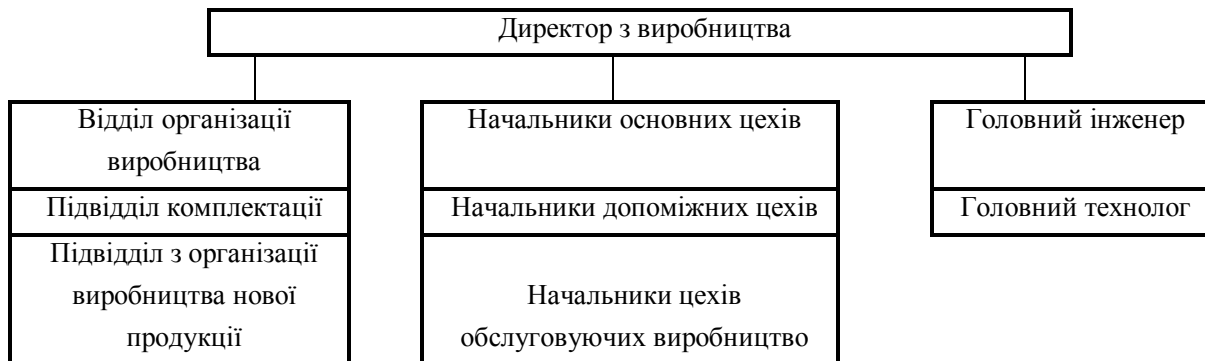 Директор з виробництва
Відділ організації
виробництва
Підвідділ комплектації
Підвідділ з організації
виробництва нової
продукції
Начальники основних цехів
Начальники допоміжних цехів
Начальники цехів
обслуговуючих виробництво
Головний інженер
Головний технолог